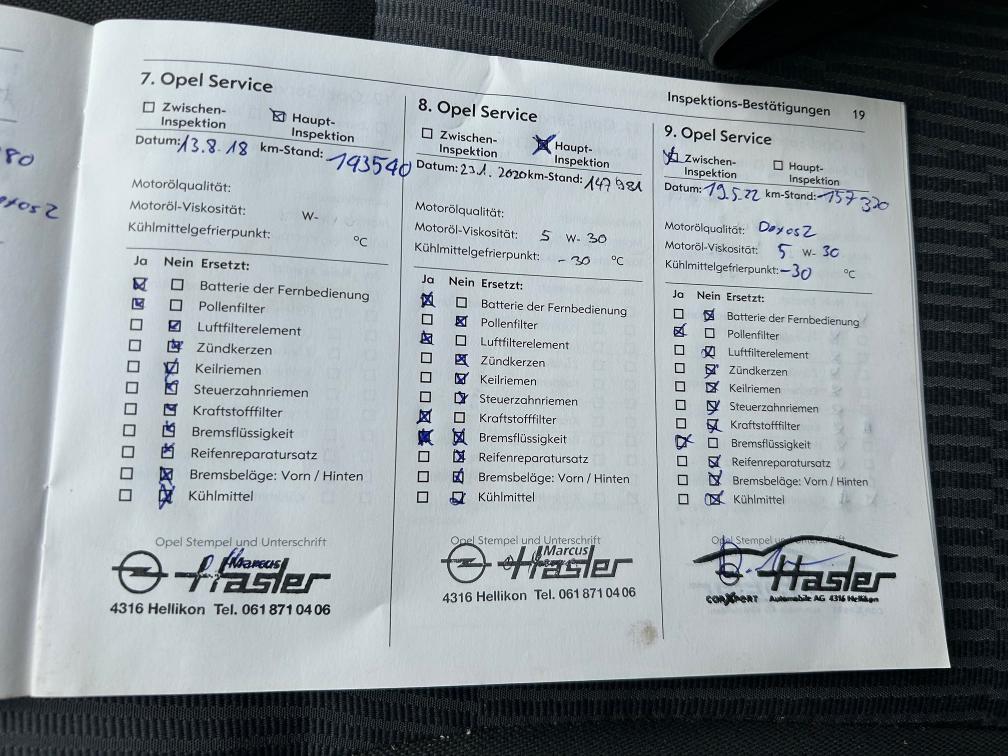 80
Dexos2
7. Opel Service
Zwischen-
Inspektion
Haupt-
Inspektion
Datum: 13.8.18 km-Stand: 143540
Motorölqualität:
Motoröl-Viskosität: W-
Kühlmittelgefrierpunkt: °C
Ja Nein Ersetzt:
Batterie der Fernbedienung
Pollenfilter
Luftfilterelement
Zündkerzen
Keilriemen
Steuerzahnriemen
Kraftstofffilter
Bremsflüssigkeit
Reifenreparatursatz
Bremsbeläge: Vorn / Hinten
Kühlmittel
Opel Stempel und Unterschrift
Marcus
Hasler
4316 Hellikon Tel. 061 871 04 06
8. Opel Service
Zwischen-
Inspektion
Haupt-
Inspektion
Datum: 23.1.2020 km-Stand: 147981
Motorölqualität:
Motoröl-Viskosität: 5 W- 30
Kühlmittelgefrierpunkt: -30 °C
Ja Nein Ersetzt:
Batterie der Fernbedienung
Pollenfilter
Luftfilterelement
Zündkerzen
Keilriemen
Steuerzahnriemen
Kraftstofffilter
Bremsflüssigkeit
Reifenreparatursatz
Bremsbeläge: Vorn / Hinten
Kühlmittel
Opel Stempel und Unterschrift
Marcus
Hasler
4316 Hellikon Tel. 061 871 04 06
Inspektions-Bestätigungen 19
9. Opel Service
Zwischen-
Inspektion
Haupt-
Inspektion
Datum: 19.5.22 km-Stand: 157320
Motorölqualität: Dexos2
Motoröl-Viskosität: 5 W- 30
Kühlmittelgefrierpunkt: -30 °C
Ja Nein Ersetzt:
Batterie der Fernbedienung
Pollenfilter
Luftfilterelement
Zündkerzen
Keilriemen
Steuerzahnriemen
Kraftstofffilter
Bremsflüssigkeit
Reifenreparatursatz
Bremsbeläge: Vorn / Hinten
Kühlmittel
Opel Stempel und Unterschrift
Hasler
carXpert Automobile AG 4316 Hellikon